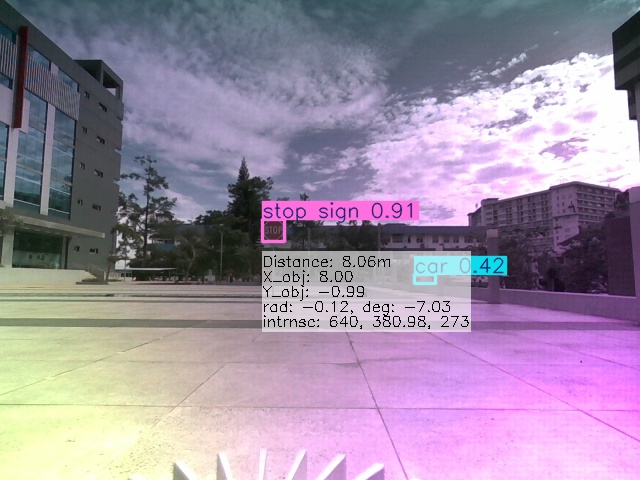 stop sign 0.91
STOP
Distance: 8.06m
X_obj: 8.00
Y_obj: -0.99
rad: -0.12, deg: -7.03
intrnsc: 640, 380.98, 273
car 0.42